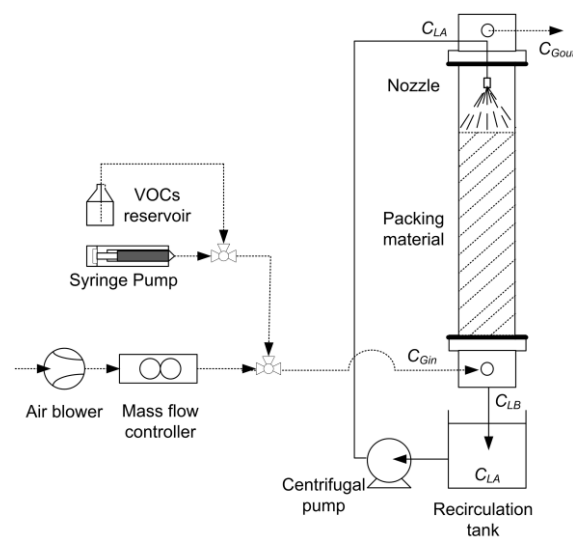 C_LA
C_Gout
Nozzle
VOCs
reservoir
Packing
material
Syringe Pump
C_Gin
Air blower
Mass flow
controller
C_LB
C_LA
Centrifugal
pump
Recirculation
tank